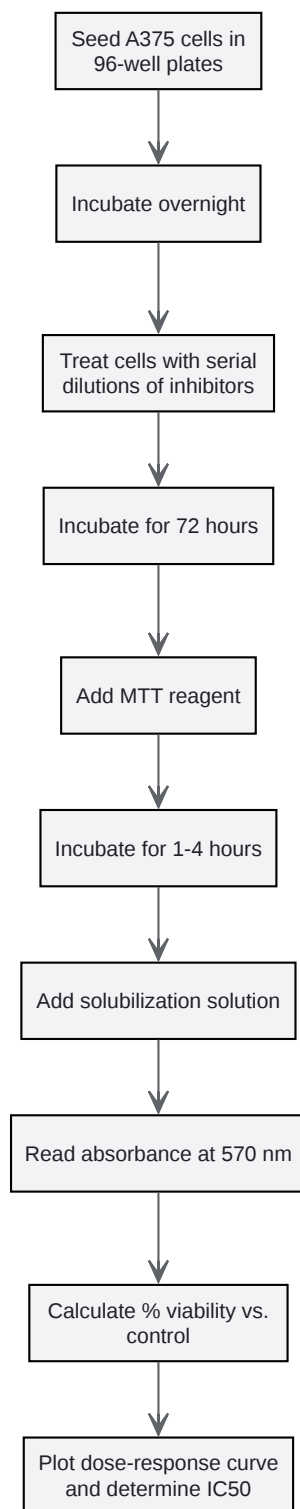 Seed A375 cells in
96-well plates
Incubate overnight
Treat cells with serial
dilutions of inhibitors
Incubate for 72 hours
Add MTT reagent
Incubate for 1-4 hours
Add solubilization solution
Read absorbance at 570 nm
Calculate % viability vs.
control
Plot dose-response curve
and determine IC50